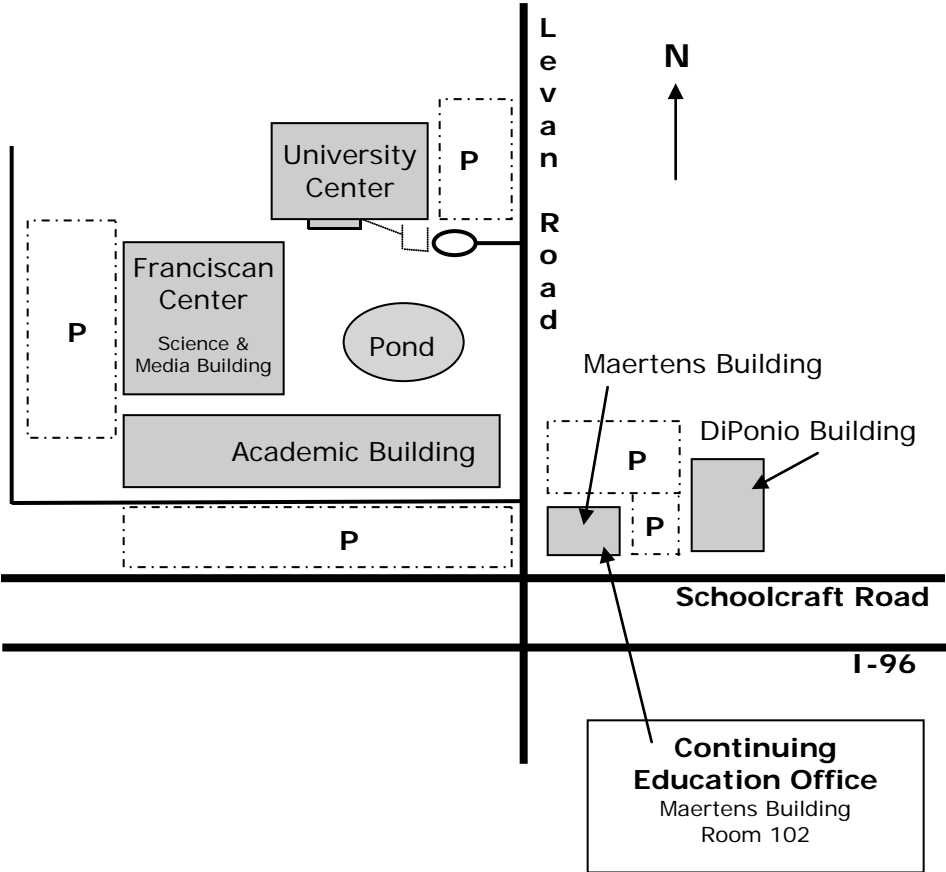 Levan Road
N
University
Center
P
Franciscan
Center
Science &
Media Building
P
Pond
Maertens Building
DiPonio Building
Academic Building
P
P
P
Schoolcraft Road
I-96
Continuing
Education Office
Maertens Building
Room 102